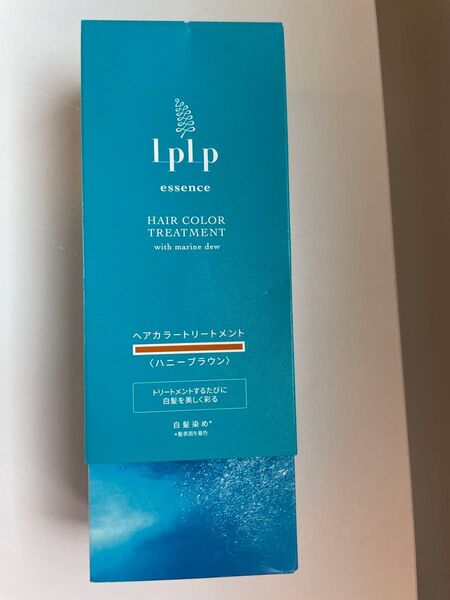 LpLp
essence
HAIR COLOR
TREATMENT
with marine dew
ヘアカラートリートメント
〈ハニーブラウン〉
トリートメントするたびに
白髪を美しく彩る
白髪染め*
*髪表面を着色